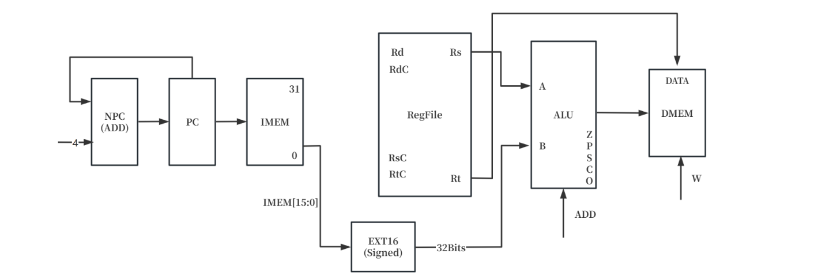 NPC
(ADD)
4
PC
31
IMEM
0
IMEM[15:0]
EXT16
(Signed)
32Bits
Rd
RdC
Rs
RegFile
RsC
RtC
Rt
A
ALU
B
Z
P
S
C
O
ADD
DATA
DMEM
W